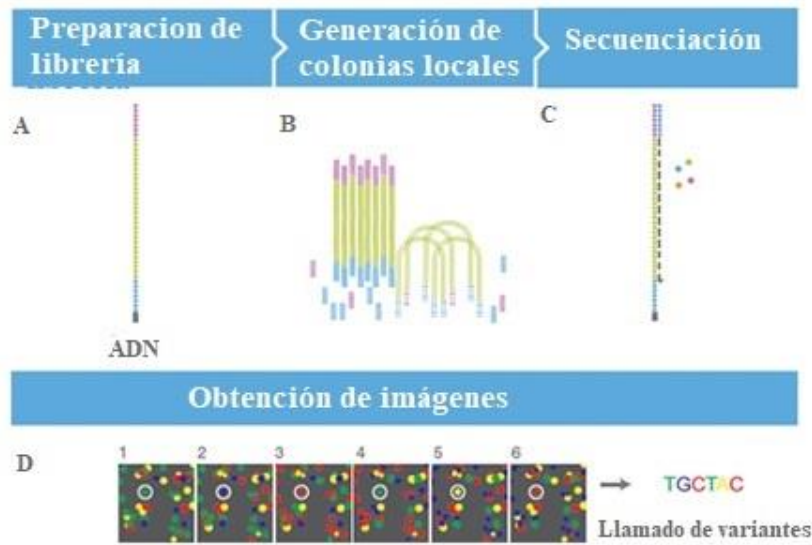 Preparacion de
librería
Generación de
colonias locales
Secuenciación
A
B
C
ADN
Obtención de imágenes
D
1 2 3 4 5 6
TGCTAC
Llamado de variantes